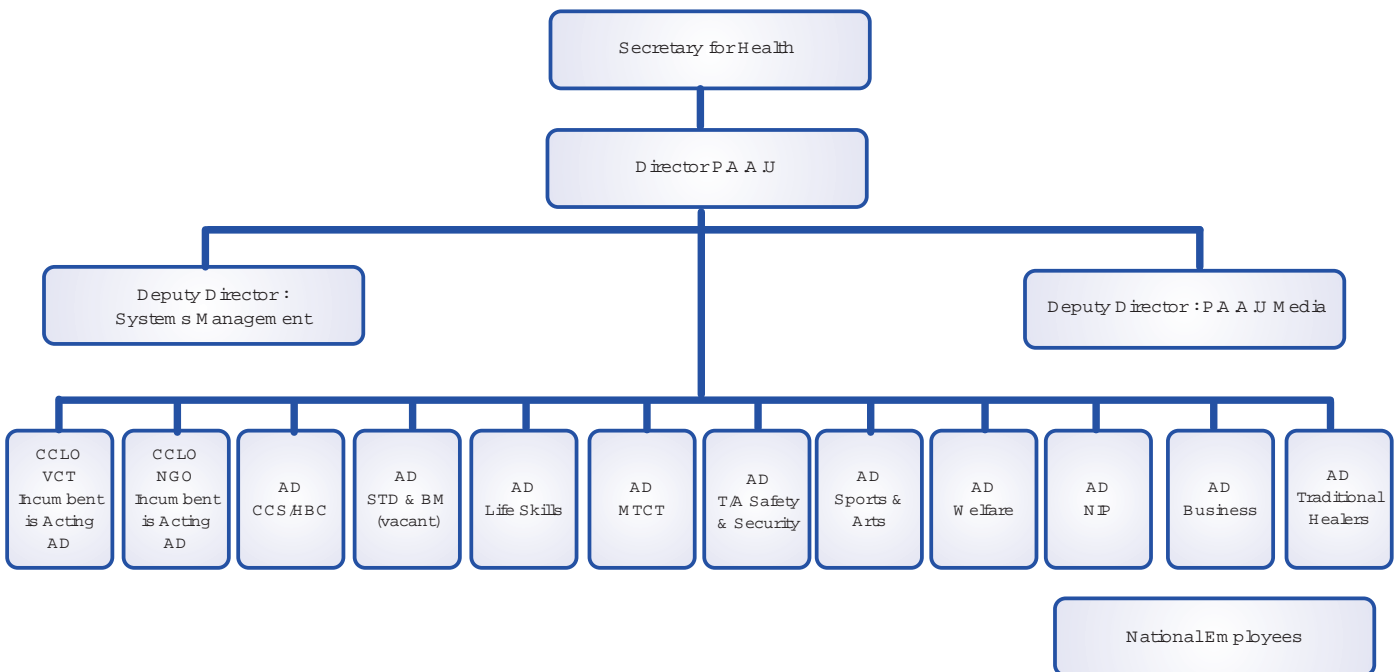 Secretary for Health
Director P.A.A.U
Deputy Director :
Systems Management
Deputy Director : P.A.A.U Media
CCLO
VCT
Incumbent
is Acting
AD
CCLO
NGO
Incumbent
is Acting
AD
AD
CCS/HBC
AD
STD & BM
(vacant)
AD
Life Skills
AD
MTCT
AD
T/A Safety
& Security
AD
Sports &
Arts
AD
Welfare
AD
NIP
AD
Business
AD
Traditional
Healers
National Employees